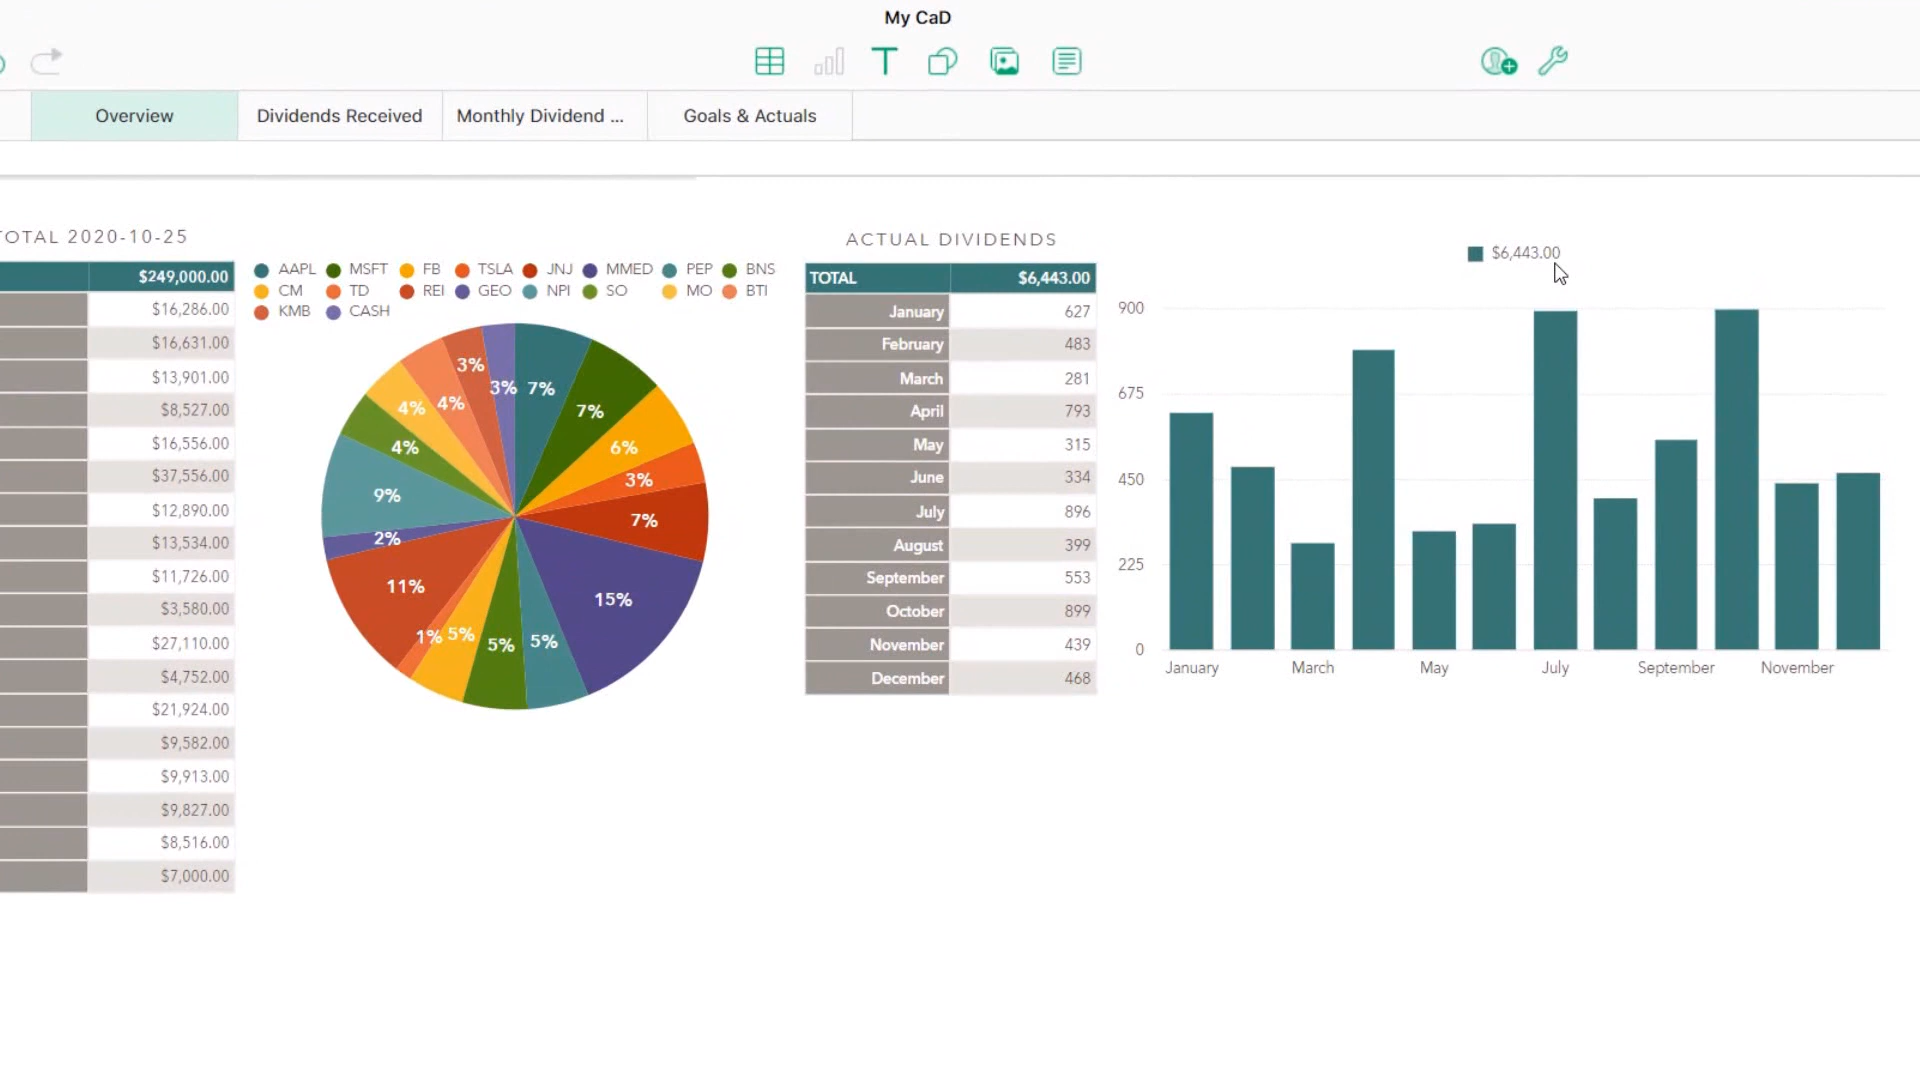 My CaD
Overview
Dividends Received
Monthly Dividend ...
Goals & Actuals
TOTAL 2020-10-25
$249,000.00
$16,286.00
$16,631.00
$13,901.00
$8,527.00
$16,556.00
$37,556.00
$12,890.00
$13,534.00
$11,726.00
$3,580.00
$27,110.00
$4,752.00
$21,924.00
$9,582.00
$9,913.00
$9,827.00
$8,516.00
$7,000.00
AAPL MSFT FB TSLA JNJ MMED PEP BNS
CM TD REI GEO NPI SO MO BTI
KMB CASH
3%
3% 7%
4% 4% 7%
4% 6%
3%
9% 7%
2%
11% 15%
1% 5% 5% 5%
ACTUAL DIVIDENDS
TOTAL $6,443.00
January 627
February 483
March 281
April 793
May 315
June 334
July 896
August 399
September 553
October 899
November 439
December 468
$6,443.00
900
675
450
225
0
January March May July September November